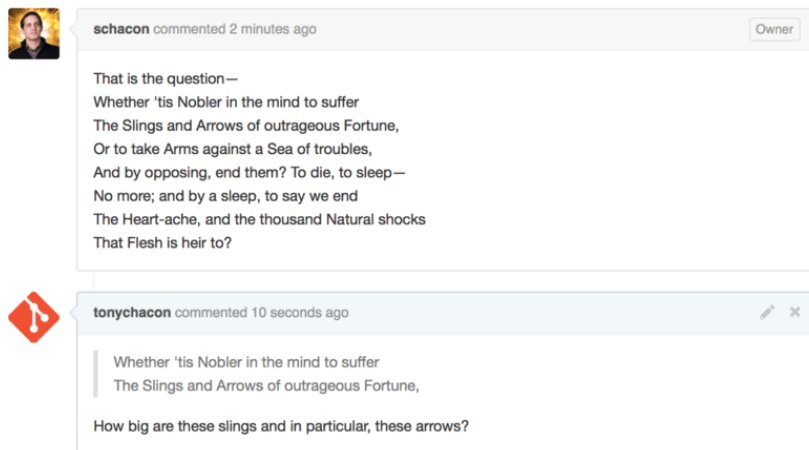 schacon commented 2 minutes ago
Owner
That is the question—
Whether 'tis Nobler in the mind to suffer
The Slings and Arrows of outrageous Fortune,
Or to take Arms against a Sea of troubles,
And by opposing, end them? To die, to sleep—
No more; and by a sleep, to say we end
The Heart-ache, and the thousand Natural shocks
That Flesh is heir to?
tonychacon commented 10 seconds ago
Whether 'tis Nobler in the mind to suffer
The Slings and Arrows of outrageous Fortune,
How big are these slings and in particular, these arrows?